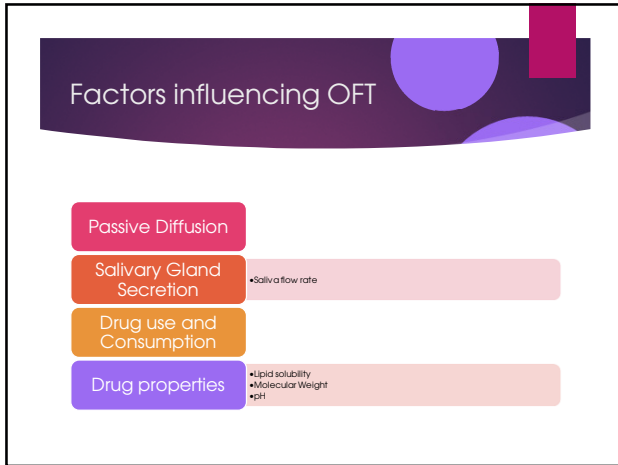 Factors influencing OFT
Passive Diffusion
Salivary Gland
Secretion
•Saliva flow rate
Drug use and
Consumption
Drug properties
•Lipid solubility
•Molecular Weight
•pH